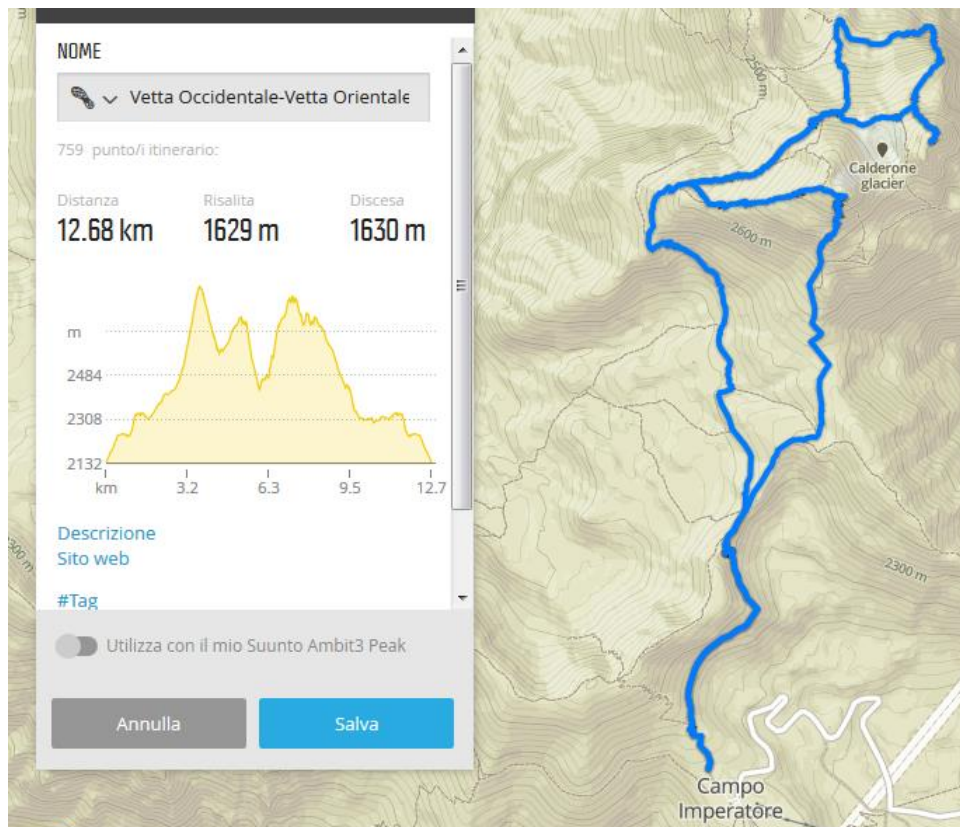 NOME
Vetta Occidentale-Vetta Orientale
759 punto/i itinerario:
Distanza Risalita Discesa
12.68 km 1629 m 1630 m
m
2484
2308
2132
km 3.2 6.3 9.5 12.7
Descrizione
Sito web
#Tag
Utilizza con il mio Suunto Ambit3 Peak
Annulla Salva
2500 m
Calderone
glacier
2600 m
2300 m
2300 m
Campo
Imperatore